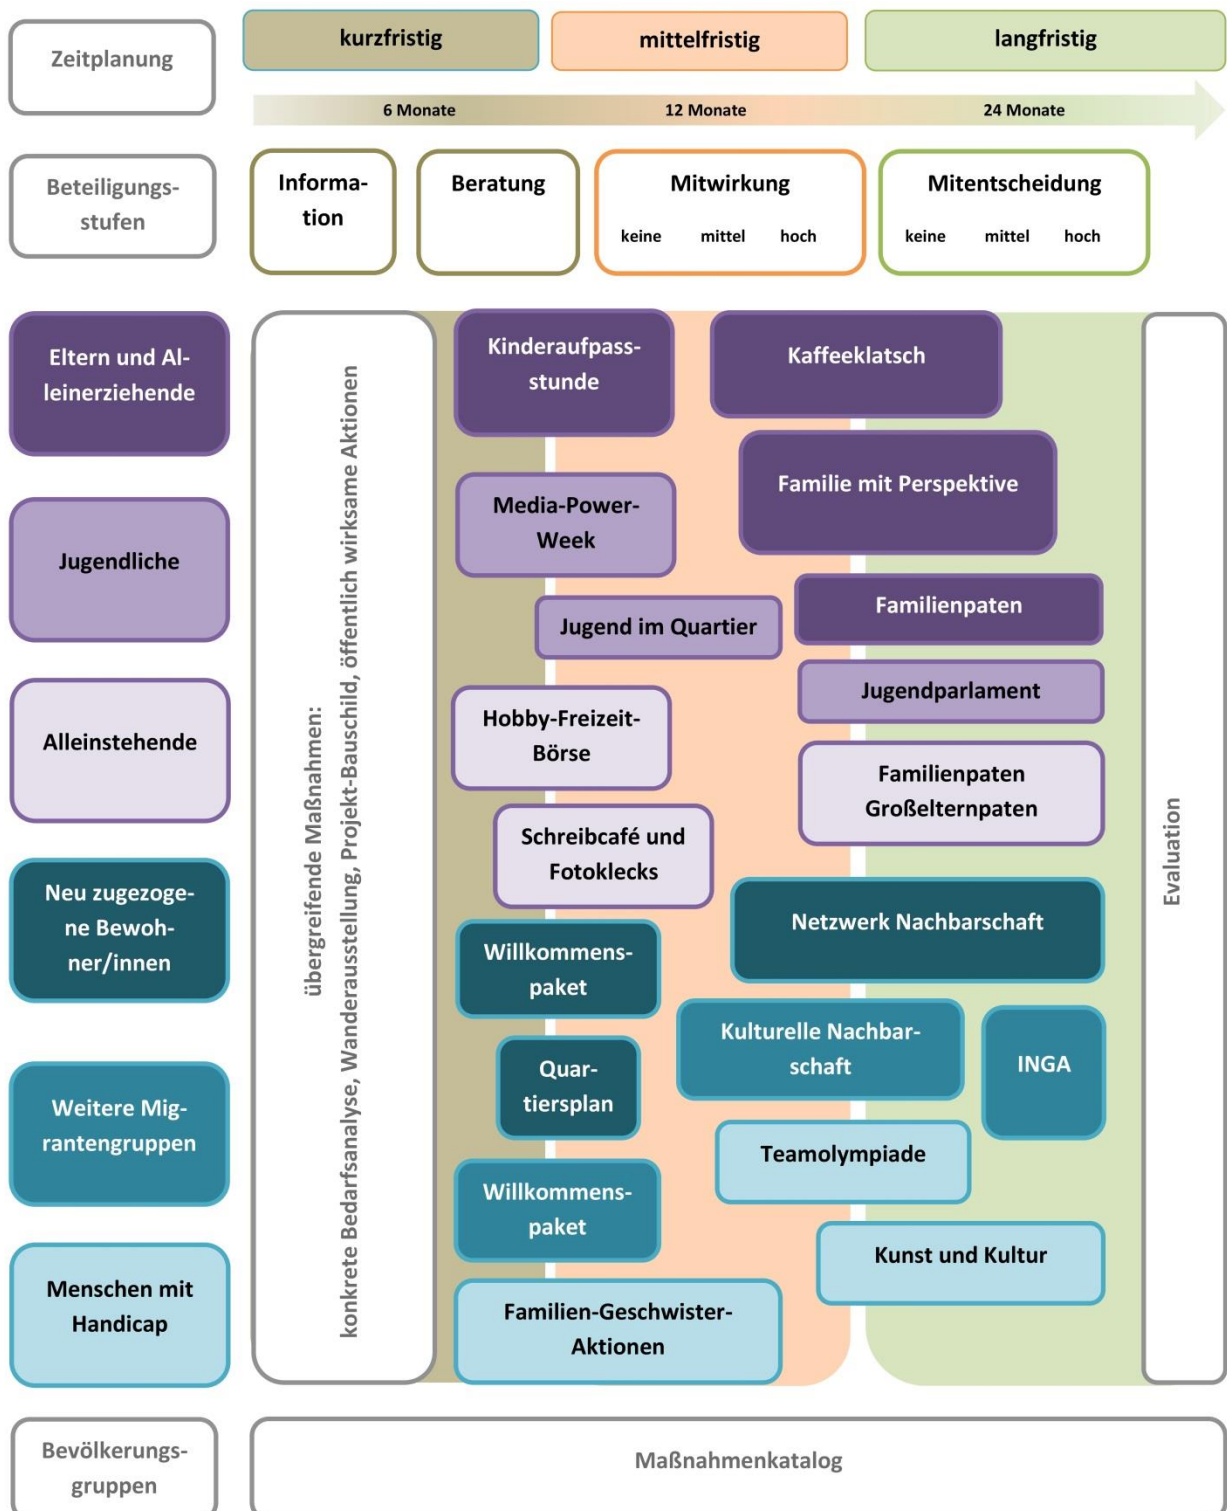 Zeitplanung
kurzfristig
mittelfristig
langfristig
6 Monate
12 Monate
24 Monate
Beteiligungs-
stufen
Informa-
tion
Beratung
Mitwirkung
keine mittel hoch
Mitentscheidung
keine mittel hoch
Eltern und Al-
leinerziehende
Jugendliche
Alleinstehende
Neu zugezoge-
ne Bewoh-
ner/innen
Weitere Mig-
rantengruppen
Menschen mit
Handicap
übergreifende Maßnahmen:
konkrete Bedarfsanalyse, Wanderausstellung, Projekt-Bauschild, öffentlich wirksame Aktionen
Kinderaufpass-
stunde
Kaffeeklatsch
Familie mit Perspektive
Media-Power-
Week
Familienpaten
Jugend im Quartier
Jugendparlament
Hobby-Freizeit-
Börse
Familienpaten
Großelternpaten
Schreibcafé und
Fotoklecks
Netzwerk Nachbarschaft
Willkommens-
paket
Kulturelle Nachbar-
schaft
INGA
Quar-
tiersplan
Teamolympiade
Willkommens-
paket
Kunst und Kultur
Familien-Geschwister-
Aktionen
Evaluation
Bevölkerungs-
gruppen
Maßnahmenkatalog